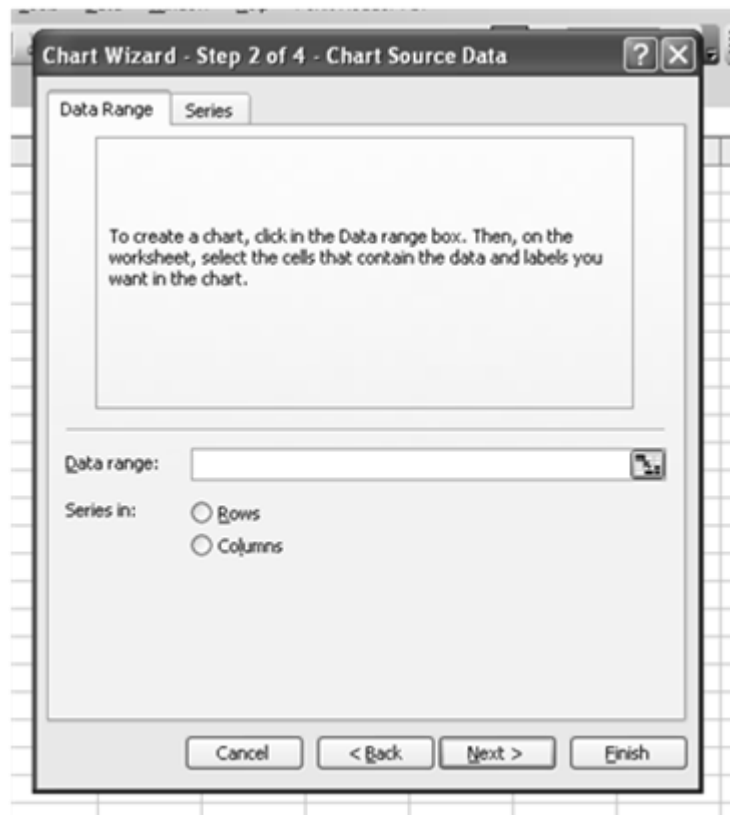 Chart Wizard - Step 2 of 4 - Chart Source Data
Data Range Series
To create a chart, click in the Data range box. Then, on the
worksheet, select the cells that contain the data and labels you
want in the chart.
Data range:
Series in: Rows
Columns
Cancel < Back Next > Finish